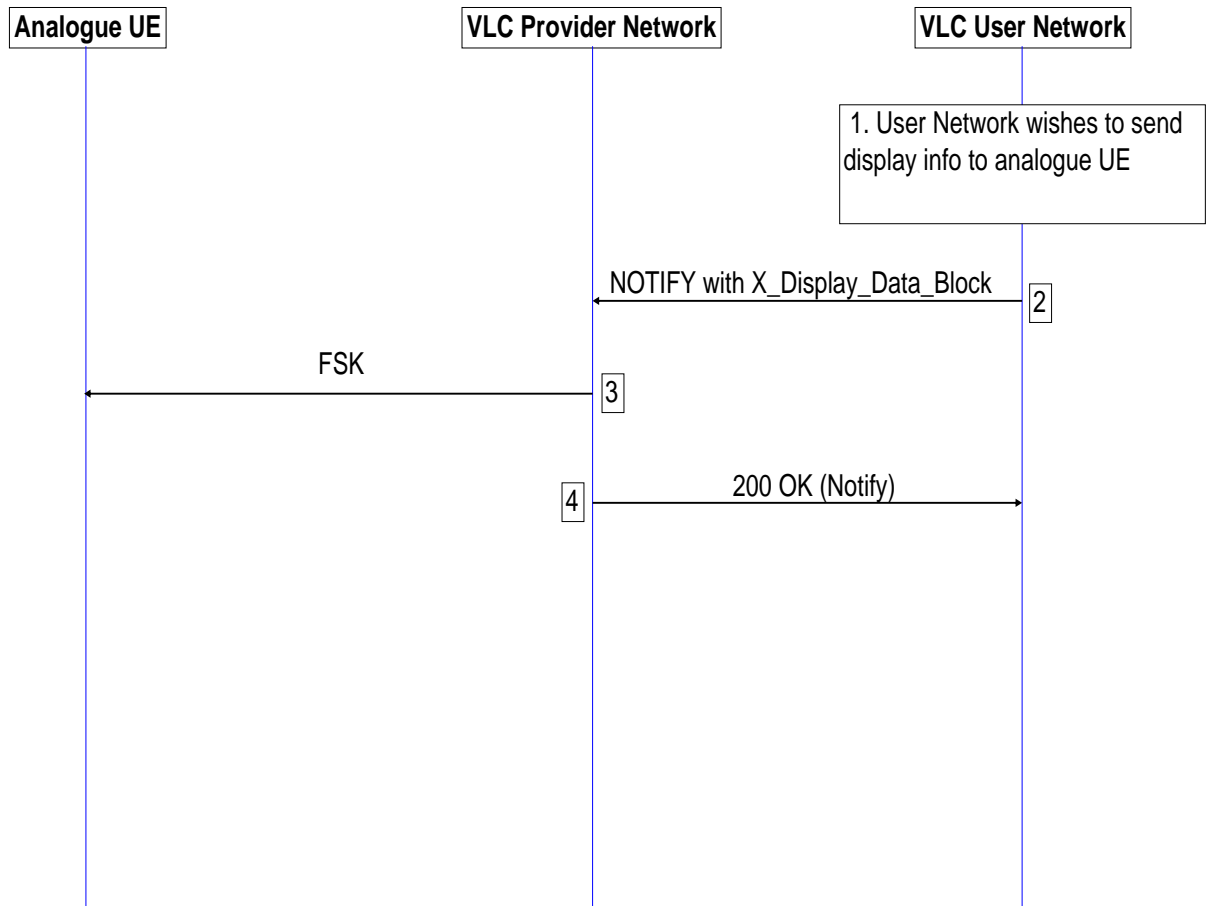 Analogue UE
VLC Provider Network
VLC User Network
1. User Network wishes to send
display info to analogue UE
NOTIFY with X_Display_Data_Block
2
FSK
3
4
200 OK (Notify)